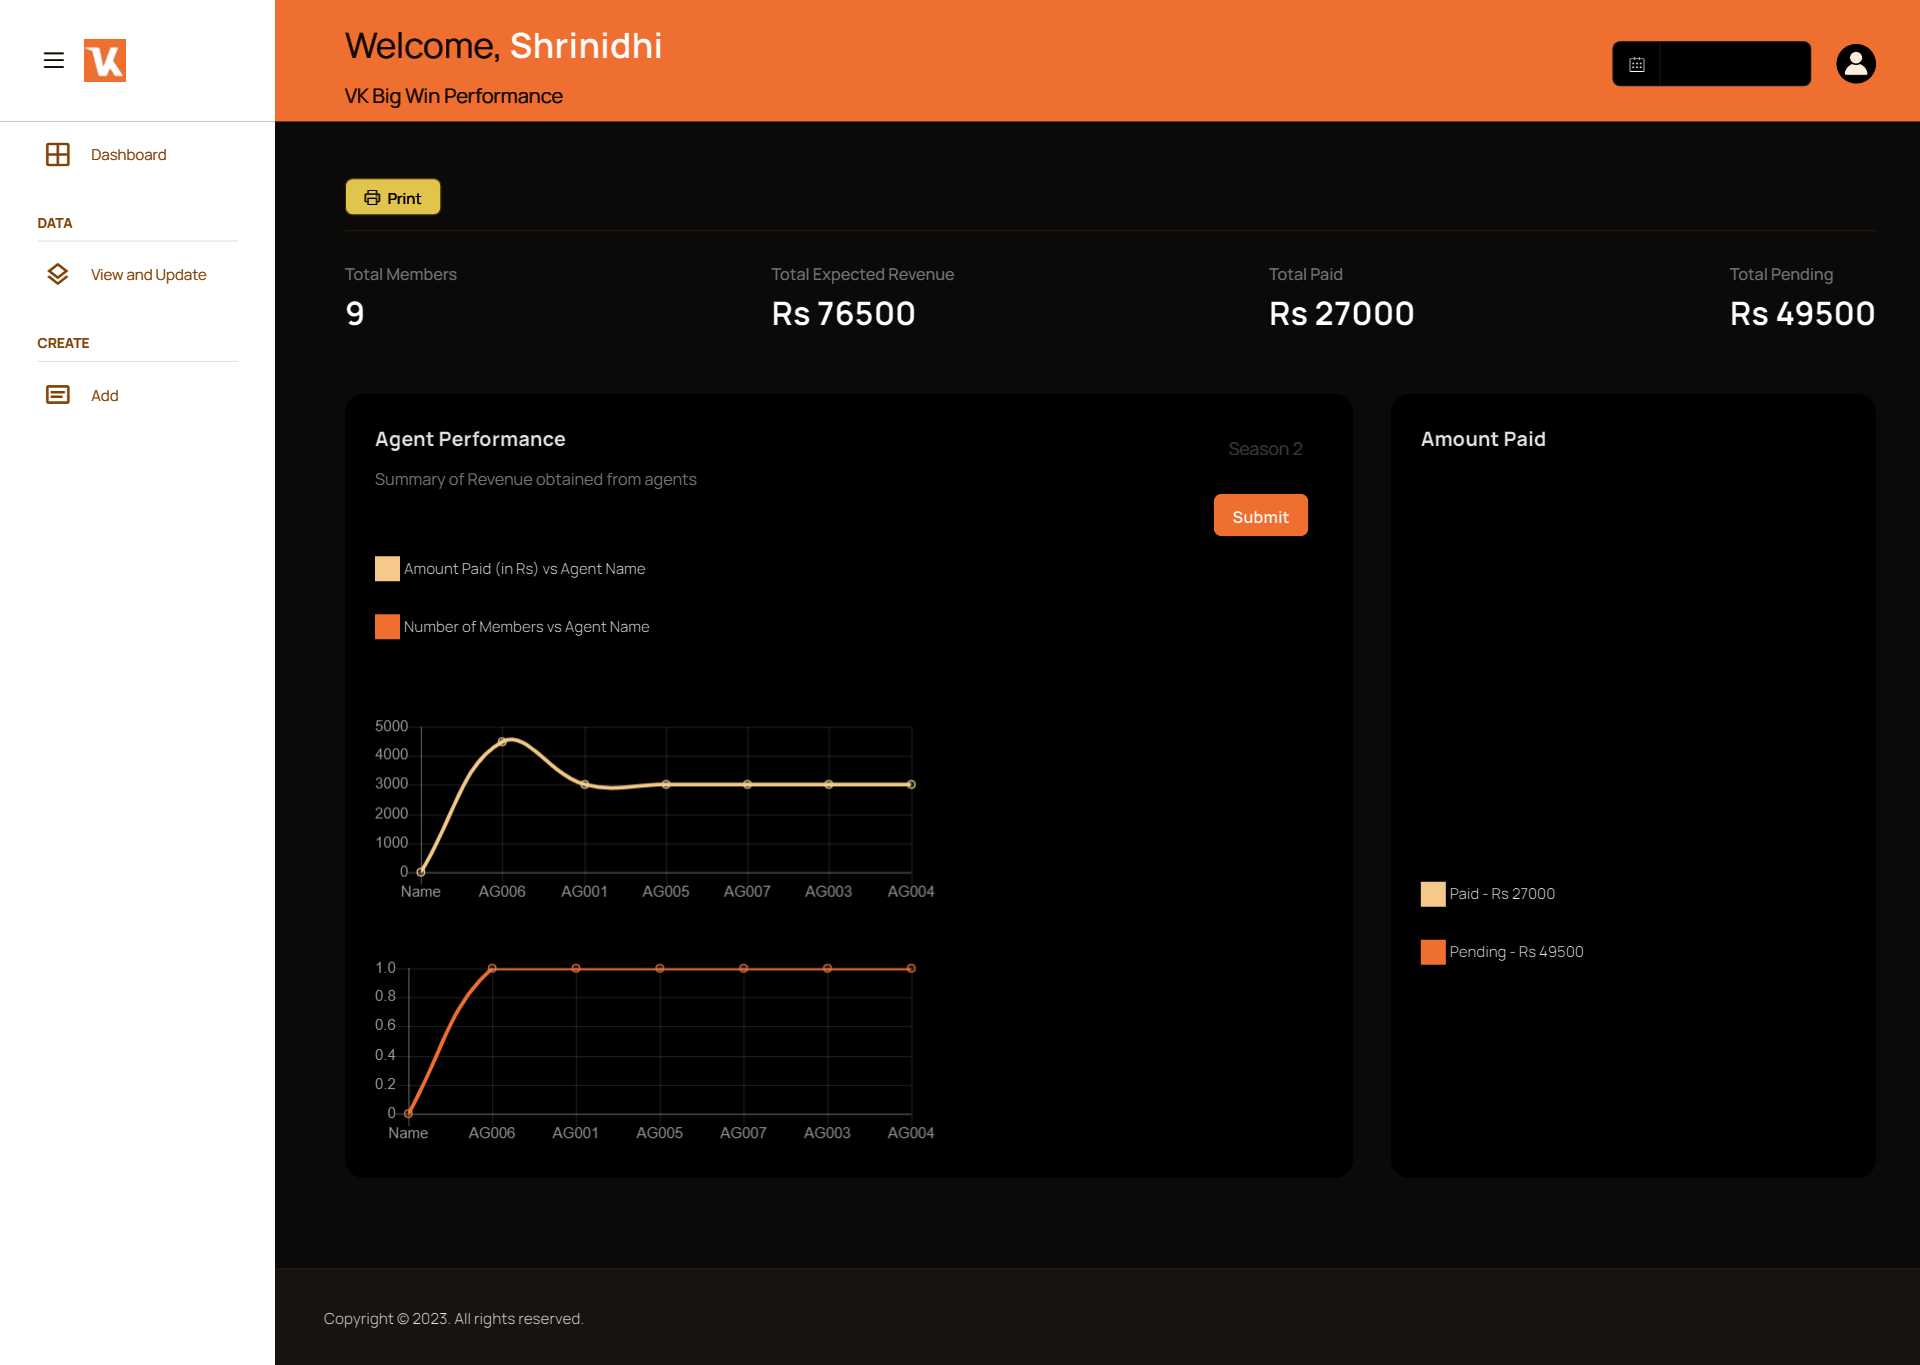 VK
Welcome, Shrinidhi
VK Big Win Performance
Dashboard
DATA
View and Update
CREATE
Add
Print
Total Members
9
Total Expected Revenue
Rs 76500
Total Paid
Rs 27000
Total Pending
Rs 49500
Agent Performance
Summary of Revenue obtained from agents
Season 2
Submit
Amount Paid (in Rs) vs Agent Name
Number of Members vs Agent Name
5000
4000
3000
2000
1000
0
Name AG006 AG001 AG005 AG007 AG003 AG004
1.0
0.8
0.6
0.4
0.2
0
Name AG006 AG001 AG005 AG007 AG003 AG004
Amount Paid
Paid - Rs 27000
Pending - Rs 49500
Copyright © 2023. All rights reserved.